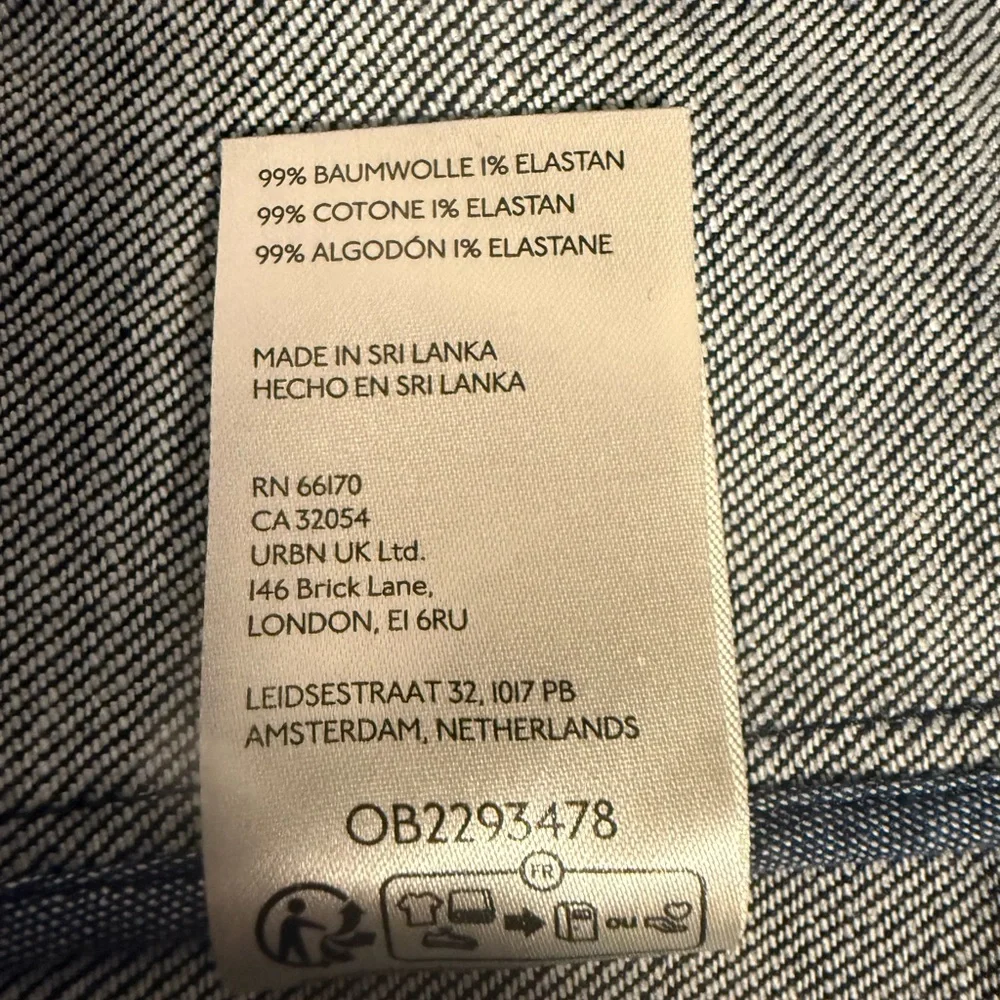 99% BAUMWOLLE 1% ELASTAN
99% COTONE 1% ELASTAN
99% ALGODÓN 1% ELASTANE
MADE IN SRI LANKA
HECHO EN SRI LANKA
RN 66170
CA 32054
URBN UK Ltd.
146 Brick Lane,
LONDON, E1 6RU
LEIDSESTRAAT 32, 1017 PB
AMSTERDAM, NETHERLANDS
OB2293478
FR
OU